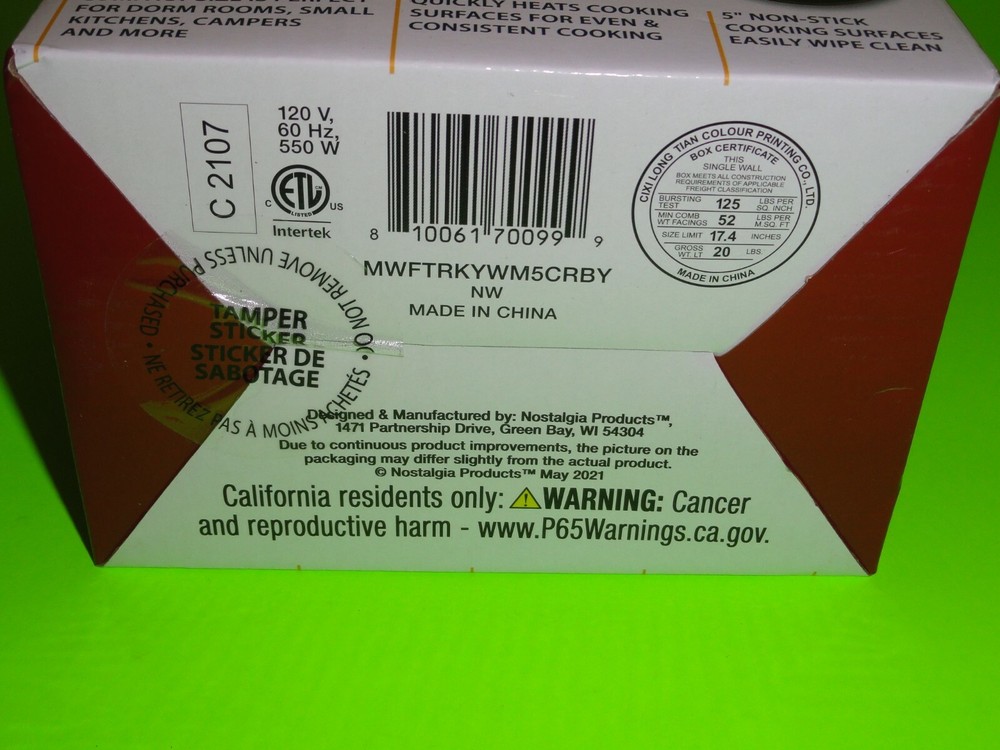 FOR DORM ROOMS, SMALL
KITCHENS, CAMPERS
AND MORE
QUICKLY HEATS COOKING
SURFACES FOR EVEN &
CONSISTENT COOKING
5" NON-STICK
COOKING SURFACES
EASILY WIPE CLEAN
C 2107
120 V,
60 Hz,
550 W
ETL
CM
LISTED
C US
Intertek
8 10061 70099 9
MWFTRKYWM5CRBY
NW
MADE IN CHINA
CIXI LONG TIAN COLOUR PRINTING CO., LTD.
BOX CERTIFICATE
THIS
SINGLE WALL
BOX MEETS ALL CONSTRUCTION
REQUIREMENTS OF APPLICABLE
FREIGHT CLASSIFICATION
BURSTING TEST 125 LBS PER SQ. INCH
MIN COMB WT FACINGS 52 LBS PER M.SQ. FT
SIZE LIMIT 17.4 INCHES
GROSS WT. LT 20 LBS
MADE IN CHINA
DO NOT REMOVE UNLESS PURCHASED • NE RETIREZ PAS À MOINS ACHETÉS •
TAMPER
STICKER
STICKER DE
SABOTAGE
Designed & Manufactured by: Nostalgia Products™,
1471 Partnership Drive, Green Bay, WI 54304
Due to continuous product improvements, the picture on the
packaging may differ slightly from the actual product.
© Nostalgia Products™ May 2021
California residents only: ⚠WARNING: Cancer
and reproductive harm - www.P65Warnings.ca.gov.